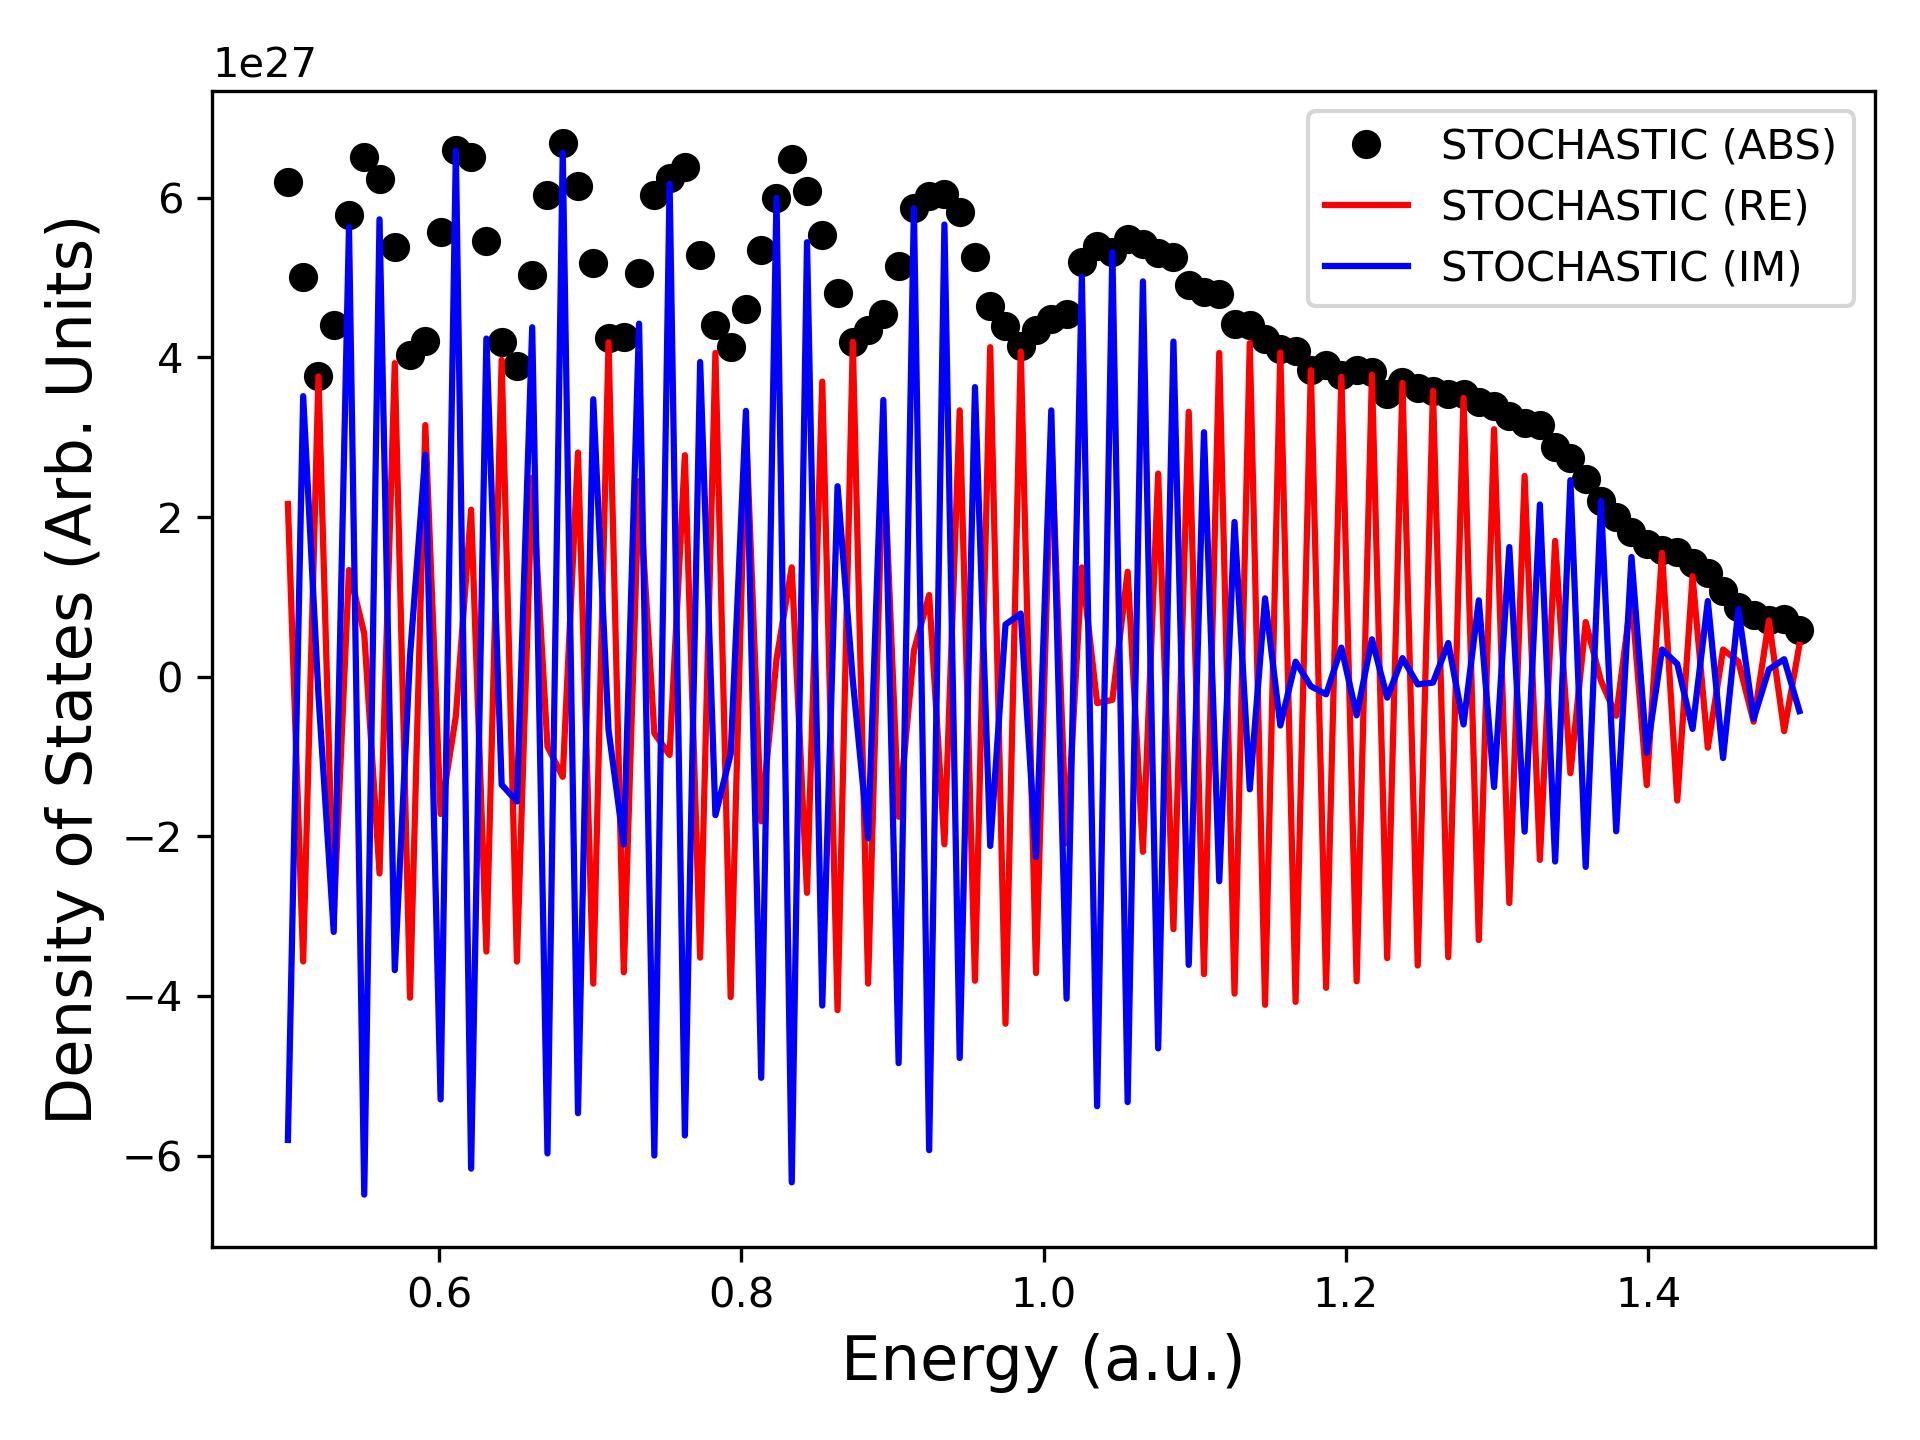 1e27
STOCHASTIC (ABS)
STOCHASTIC (RE)
STOCHASTIC (IM)
Density of States (Arb. Units)
6
4
2
0
−2
−4
−6
0.6 0.8 1.0 1.2 1.4
Energy (a.u.)